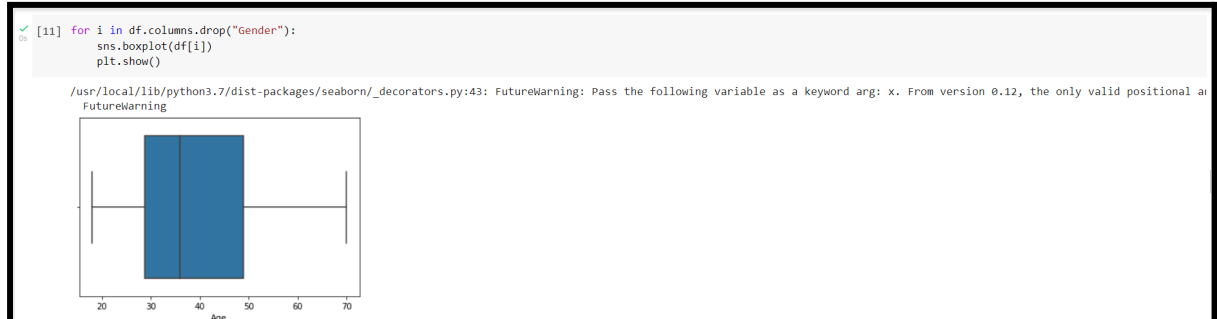 [11] for i in df.columns.drop("Gender"):
sns.boxplot(df[i])
plt.show()
0s
/usr/local/lib/python3.7/dist-packages/seaborn/_decorators.py:43: FutureWarning: Pass the following variable as a keyword arg: x. From version 0.12, the only valid positional
FutureWarning
20 30 40 50 60 70
Age